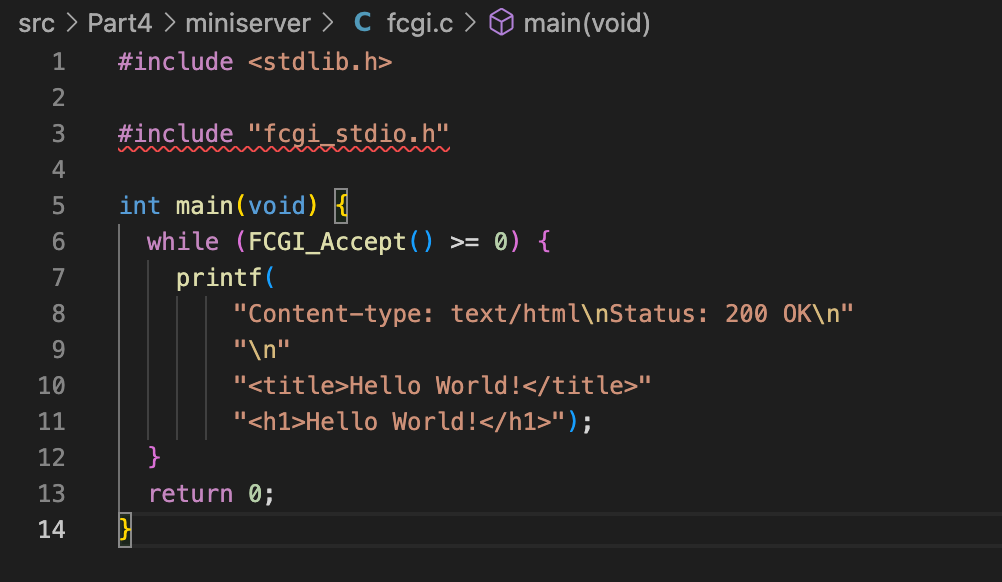 src > Part4 > miniserver > C fcgi.c > main(void)
1 #include <stdlib.h>
2
3 #include "fcgi_stdio.h"
4
5 int main(void) {
6   while (FCGI_Accept() >= 0) {
7     printf(
8         "Content-type: text/html\nStatus: 200 OK\n"
9         "\n"
10         "<title>Hello World!</title>"
11         "<h1>Hello World!</h1>");
12   }
13   return 0;
14 }